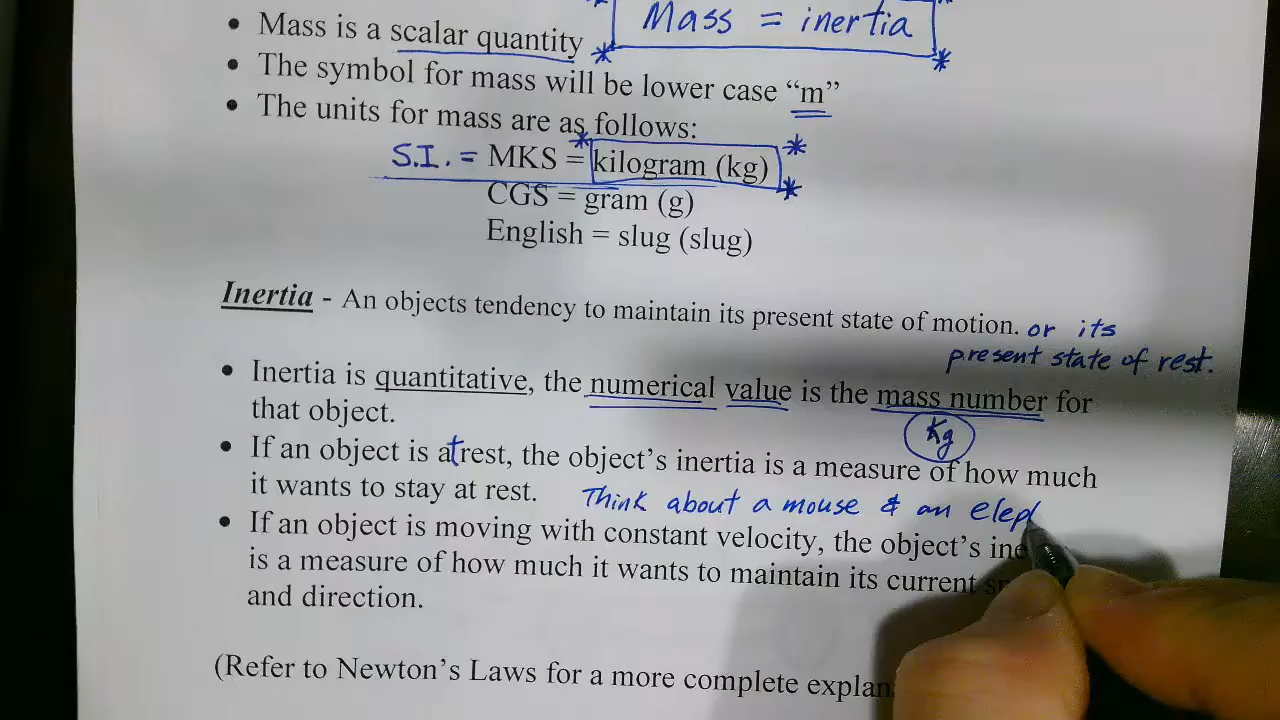 • Mass is a scalar quantity * Mass = inertia *
• The symbol for mass will be lower case “m”
• The units for mass are as follows:
S.I. = MKS = *kilogram (kg)*
CGS = gram (g)
English = slug (slug)
Inertia - An objects tendency to maintain its present state of motion. or its
present state of rest.
• Inertia is quantitative, the numerical value is the mass number for
that object.
Kg
• If an object is at rest, the object’s inertia is a measure of how much
it wants to stay at rest. Think about a mouse & an eleph
• If an object is moving with constant velocity, the object’s ine
is a measure of how much it wants to maintain its current
and direction.
(Refer to Newton’s Laws for a more complete explan